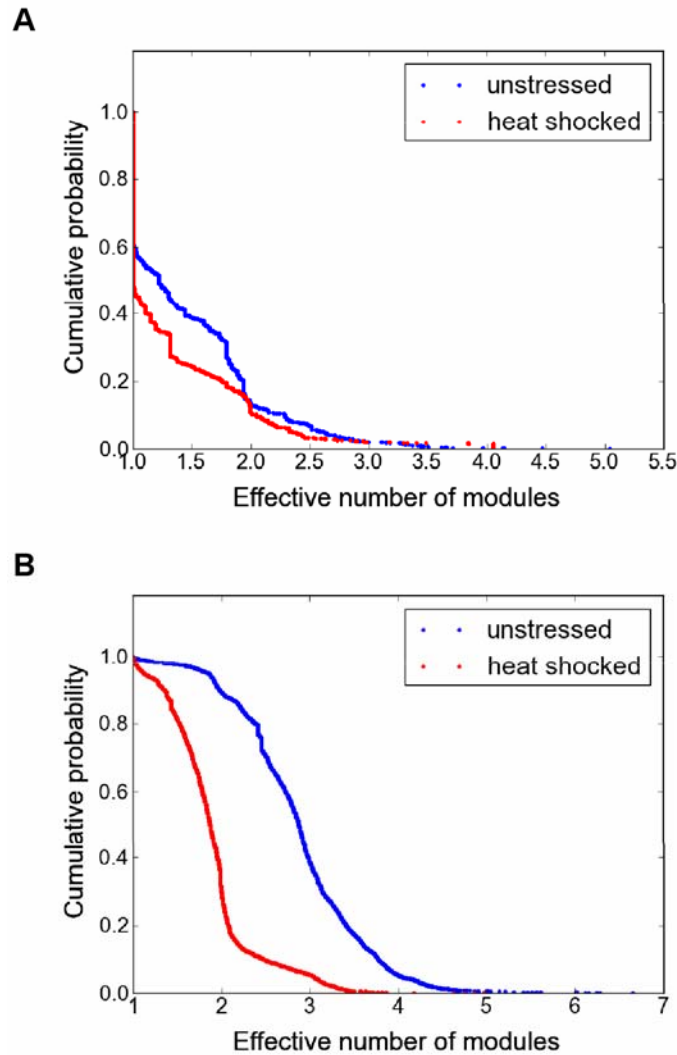 A
unstressed
heat shocked
1.0
0.8
0.6
0.4
0.2
0.0
Cumulative probability
1.0 1.5 2.0 2.5 3.0 3.5 4.0 4.5 5.0 5.5
Effective number of modules
B
unstressed
heat shocked
1.0
0.8
0.6
0.4
0.2
0.0
Cumulative probability
1 2 3 4 5 6 7
Effective number of modules